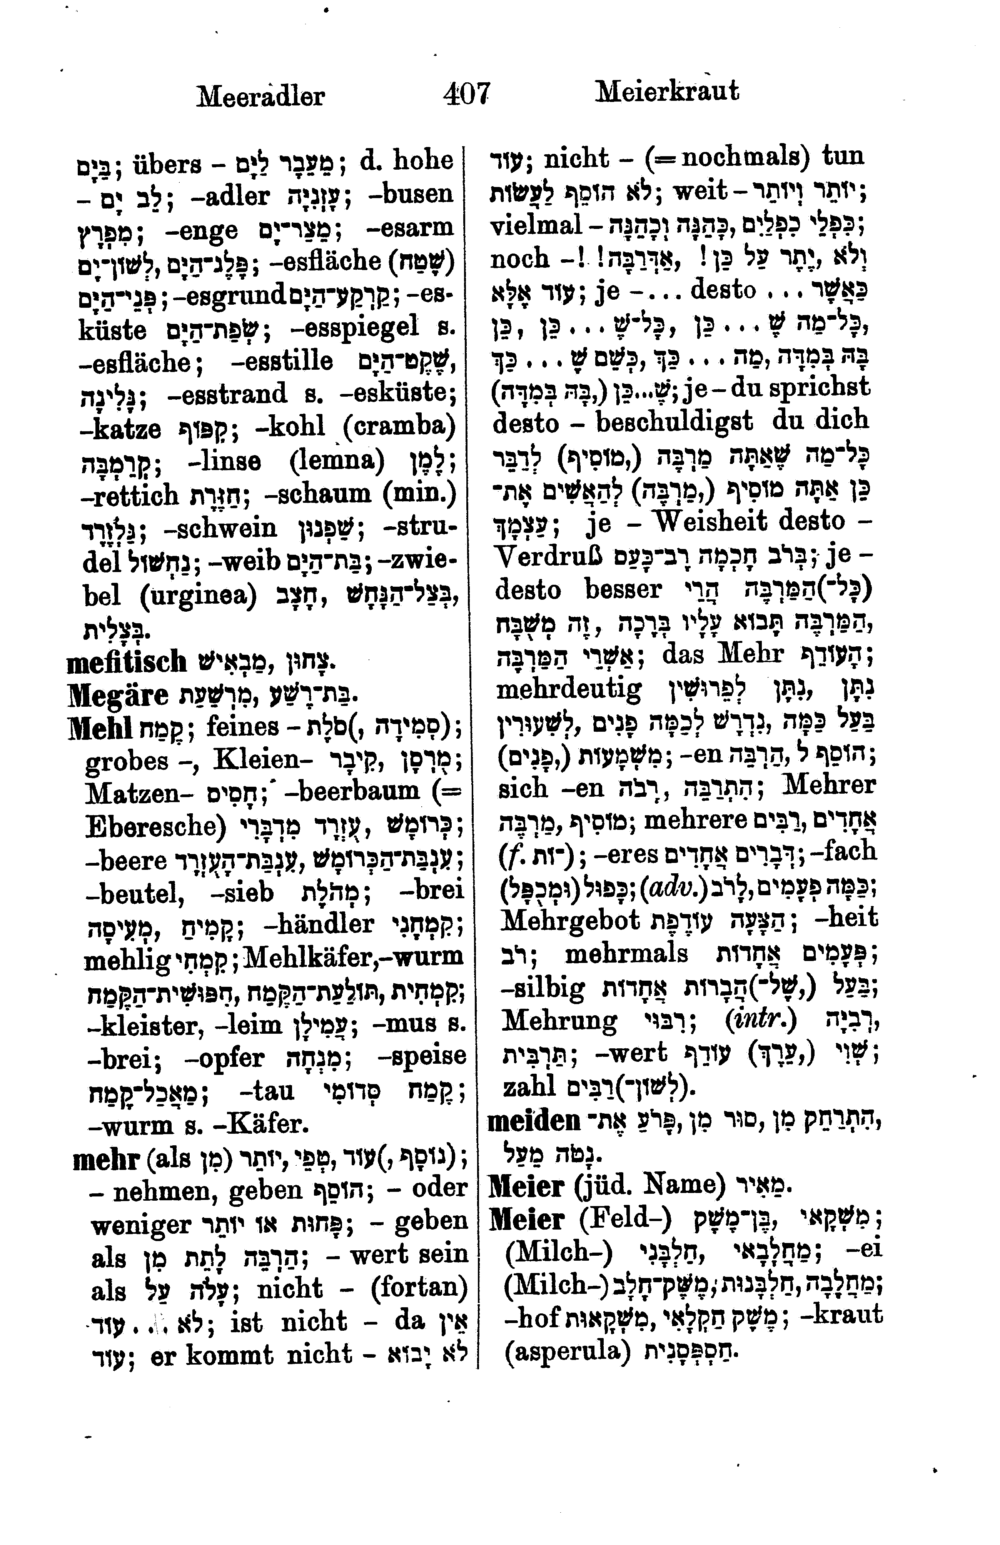 Meeradler 407 Meierkraut
בַּיָּם; übers – מַעֲבָר לַיָּם; d. hohe
– לֶב יָם; -adler עָזְנִיָּה; -busen
מִפְרָץ; -enge מֵצַר־יָם; -esarm
פֶּלֶג־הַיָּם, לְשׁוֹן־יָם; -esfläche (שֶׁטַח)
פְּנֵי־הַיָּם; -esgrund קַרְקַע־הַיָּם; -es-
küste שְׂפַת־הַיָּם; -esspiegel s.
-esfläche; -esstille שֶׁקֶט־הַיָּם,
גָּלִינָה; -esstrand s. -esküste;
-katze קִפּוֹף; -kohl (cramba)
קְרַמְבָּה; -linse (lemna) לֶמֶן;
-rettich חֲזֶרֶת; -schaum (min.)
גַּלְזֶרֶד; -schwein שַׁפְנוּן; -stru-
del נַחְשׁוֹל; -weib בַּת־הַיָּם; -zwie-
bel (urginea) חָצָב, בְּצַל־הַנָּחָשׁ,
בְּצָלִית.
mefitisch צָחוּן, מַבְאִישׁ.
Megäre בַּת־רֶשַׁע, מִרְשַׁעַת.
Mehl קֶמַח; feines – סֹלֶת(, סְמִידָה);
grobes –, Kleien- מֻרְסָן, קִיבָר;
Matzen- חֲסִים; -beerbaum (=
Eberesche) כְּרוּמָשׁ, עֻזְרָד מִדְבָּרִי;
-beere עִנְבַת־הַכְּרוּמָשׁ, עִנְבַת־הָעֻזְרָד;
-beutel, -sieb מְהֹלֶת; -brei
קָמִיחַ, מְעִיסָה; -händler קִמְחָנִי;
mehlig קִמְחִי; Mehlkäfer, -wurm
קִמְחִית, תּוֹלַעַת־הַקֶּמַח, חִפּוּשִׁית־הַקֶּמַח;
-kleister, -leim עֲמִילָן; -mus s.
-brei; -opfer מִנְחָה; -speise
מַאֲכַל־קֶמַח; -tau קֶמַח סְדוֹמִי;
-wurm s. -Käfer.
mehr (als מִן) יוֹתֵר, טְפֵי, עוֹד(, נוֹסָף);
– nehmen, geben הוֹסֵף; – oder
weniger פָּחוֹת אוֹ יוֹתֵר; – geben
als הַרְבֵּה לָתֵת מִן; – wert sein
als עָלֹה עַל; nicht – (fortan)
לֹא ... עוֹד; ist nicht – da אֵין
עוֹד; er kommt nicht – לֹא יָבוֹא
עוֹד; nicht – (= nochmals) tun
לֹא הוֹסֵף לַעֲשׂוֹת; weit – יוֹתֵר וְיוֹתֵר;
vielmal – כִּפְלֵי כִפְלַיִם, כָּהֵנָּה וְכָהֵנָּה;
noch –! וְלֹא, יֶתֶר עַל כֵּן! אַדְּרַבָּה!,
עוֹד אֶלָּא; je –... desto ... כַּאֲשֶׁר
... כֵּן, כָּל־שֶׁ ... כֵּן, כָּל־מַה שֶּׁ ... כֵּן,
בָּהּ בְּמִדָּה, מַה ... כַּךְ, כְּשֵׁם שֶׁ ... כַּךְ
שֶׁ...כֵּן (,בָּהּ בְּמִדָּה); je – du sprichst
desto – beschuldigst du dich
כָּל־מַה שֶּׁאַתָּה מַרְבֶּה (,מוֹסִיף) לְדַבֵּר
כֵּן אַתָּה מוֹסִיף (,מַרְבֶּה) לְהַאֲשִׁים אֶת־
עַצְמְךָ; je – Weisheit desto –
Verdruß בְּרֹב חָכְמָה רָב־כָּעַס; je –
desto besser (כָּל־)הַמַּרְבֶּה הֲרֵי
זֶה מְשֻׁבָּח, הַמַּרְבֶּה תָּבוֹא עָלָיו בְּרָכָה,
אַשְׁרֵי הַמַּרְבֶּה; das Mehr הָעוֹדֵף;
mehrdeutig נִתָּן, נִתָּן לְפֵרוּשִׁין
לְשִׁעוּרִין, נִדְרָשׁ לְכַמָּה פָנִים, בַּעַל כַּמָּה
מִשְׁמָעוֹת (,פָּנִים); -en הַרְבֵּה, הוֹסֵף לְ;
sich -en הִתְרַבֵּה, רְבֹה; Mehrer
מוֹסִיף, מַרְבֶּה; mehrere אֲחָדִים, רַבִּים
(f. ־וֹת); -eres דְּבָרִים אֲחָדִים; -fach
כָּפוּל (וּמְכֻפָּל); (adv.) כַּמָּה פְעָמִים, לָרֹב;
Mehrgebot הַצָּעָה עוֹדֶפֶת; -heit
רֹב; mehrmals פְּעָמִים אֲחָדוֹת;
-silbig בַּעַל (,שֶׁל־)הֲבָרוֹת אֲחָדוֹת;
Mehrung רִבּוּי; (intr.) רְבִיָּה,
תַּרְבִּית; -wert שְׁוִי (,עֵרֶךְ) עוֹדֵף;
zahl (לְשׁוֹן־)רַבִּים.
meiden הִתְרַחֵק מִן, סוּר מִן, פָּרֹעַ אֶת־,
נָטֹה מֵעַל.
Meier (jüd. Name) מֵאִיר.
Meier (Feld-) מִשְׁקַאי, בֶּן־מֶשֶׁק;
(Milch-) מַחֲלָבַאי, חַלְבָּנִי; -ei
(Milch-) מַחֲלָבָה, חַלְבָּנוּת, מֶשֶׁק־חָלָב;
-hof מֶשֶׁק חַקְלָאִי, מִשְׁקָאוּת; -kraut
(asperula) חַסְפְּסָנִית.